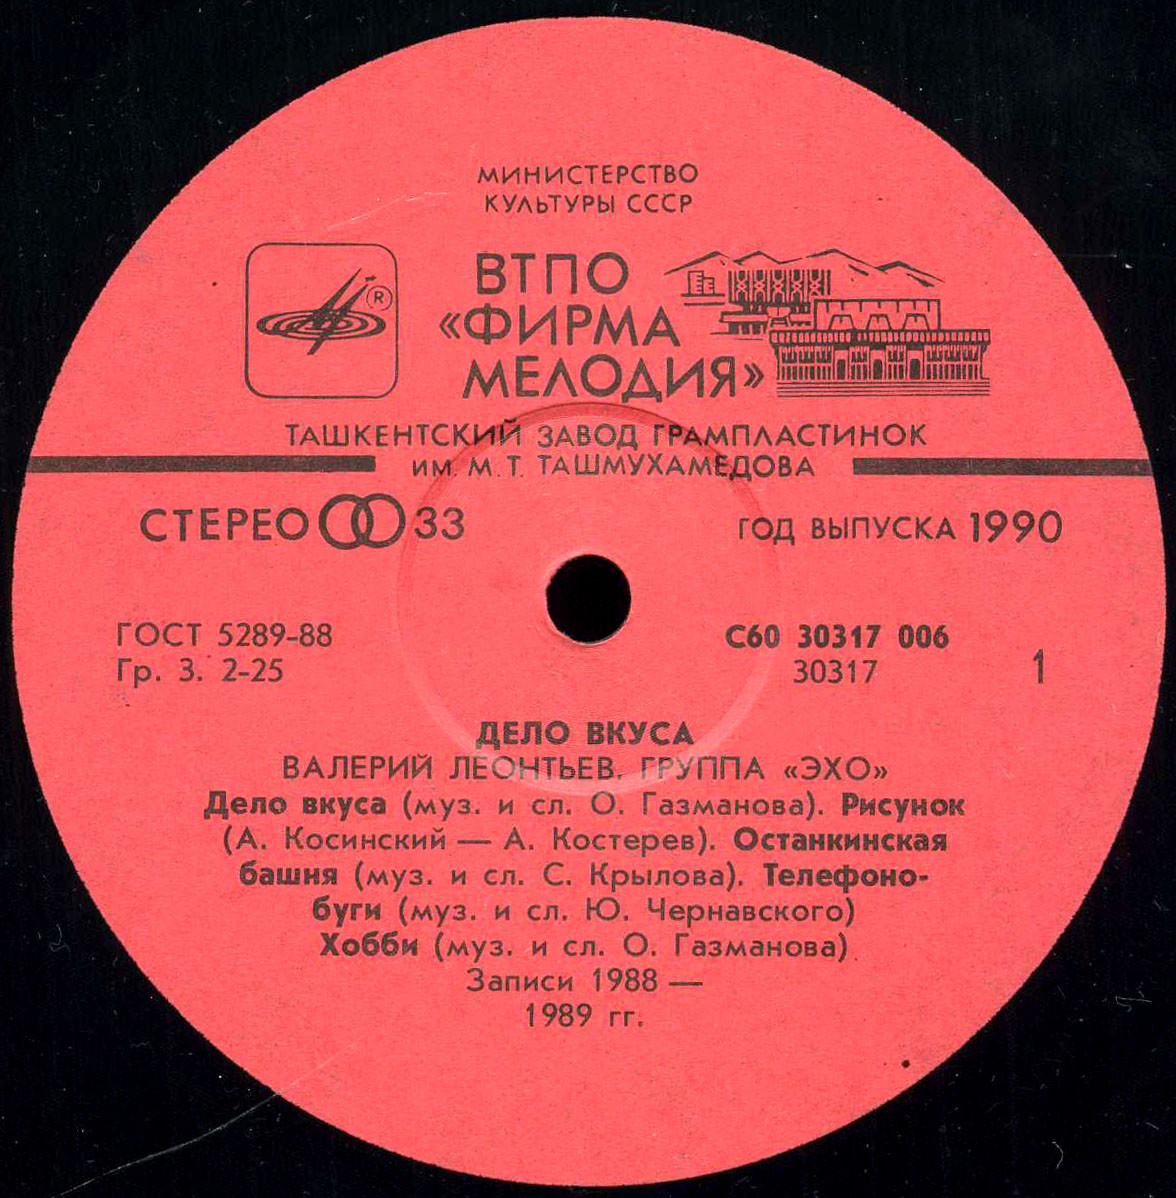 МИНИСТЕРСТВО
КУЛЬТУРЫ СССР
ВТПО
«ФИРМА
МЕЛОДИЯ»
®
ТАШКЕНТСКИЙ ЗАВОД ГРАМПЛАСТИНОК
ИМ. М. Т. ТАШМУХАМЕДОВА
СТЕРЕО 33
ГОД ВЫПУСКА 1990
ГОСТ 5289-88
Гр. 3. 2-25
С60 30317 006
30317
1
ДЕЛО ВКУСА
ВАЛЕРИЙ ЛЕОНТЬЕВ, ГРУППА «ЭХО»
Дело вкуса (муз. и сл. О. Газманова). Рисунок
(А. Косинский — А. Костерев). Останкинская
башня (муз. и сл. С. Крылова). Телефоно-
буги (муз. и сл. Ю. Чернавского)
Хобби (муз. и сл. О. Газманова)
Записи 1988 —
1989 гг.